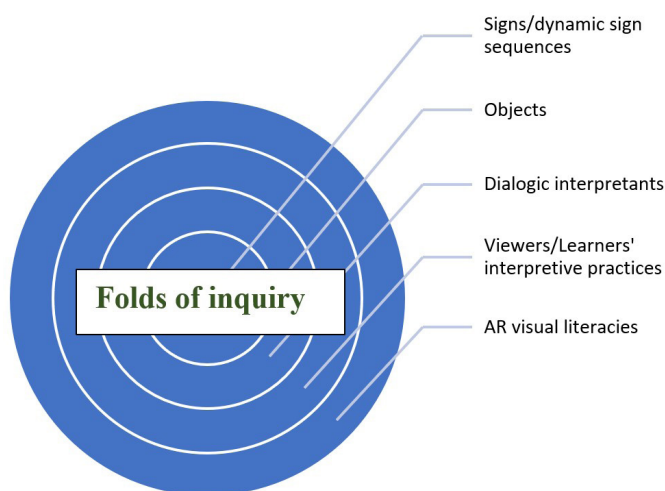 Signs/dynamic sign
sequences
Objects
Dialogic interpretants
Viewers/Learners'
interpretive practices
AR visual literacies
Folds of inquiry